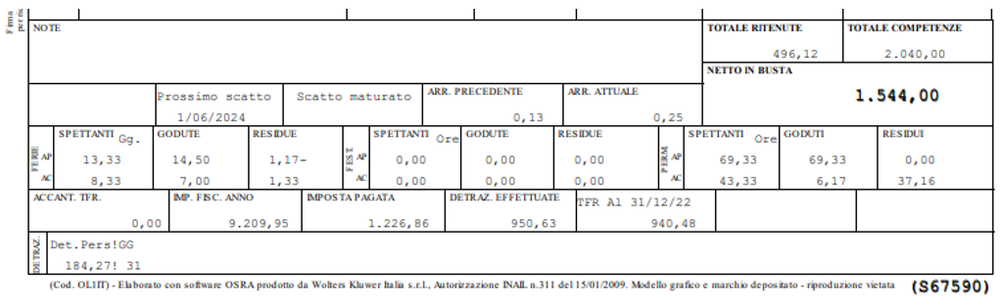 Firma
per ric
NOTE
TOTALE RITENUTE TOTALE COMPETENZE
496,12 2.040,00
NETTO IN BUSTA
1.544,00
Prossimo scatto Scatto maturato ARR. PRECEDENTE ARR. ATTUALE
1/06/2024 0,13 0,25
FERIE SPETTANTI Gg. GODUTE RESIDUE FEST. SPETTANTI Ore GODUTE RESIDUE PERM. SPETTANTI Ore GODUTI RESIDUI
AP 13,33 14,50 1,17- AP 0,00 0,00 0,00 AP 69,33 69,33 0,00
AC 8,33 7,00 1,33 AC 0,00 0,00 0,00 AC 43,33 6,17 37,16
ACCANT. TFR. IMP. FISC. ANNO IMPOSTA PAGATA DETRAZ. EFFETTUATE TFR Al 31/12/22
0,00 9.209,95 1.226,86 950,63 940,48
DETRAZ. Det.Pers!GG
184,27! 31
(Cod. OL1IT) - Elaborato con software OSRA prodotto da Wolters Kluwer Italia s.r.l., Autorizzazione INAIL n.311 del 15/01/2009. Modello grafico e marchio depositato - riproduzione vietata (S67590)